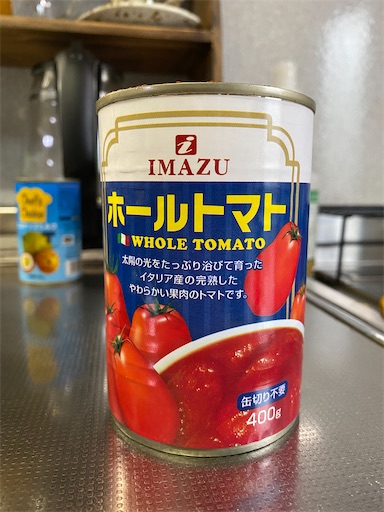 i
IMAZU
ホールトマト
WHOLE TOMATO
太陽の光をたっぷり浴びて育った
イタリア産の完熟した
やわらかい果肉のトマトです。
缶切り不要
400g